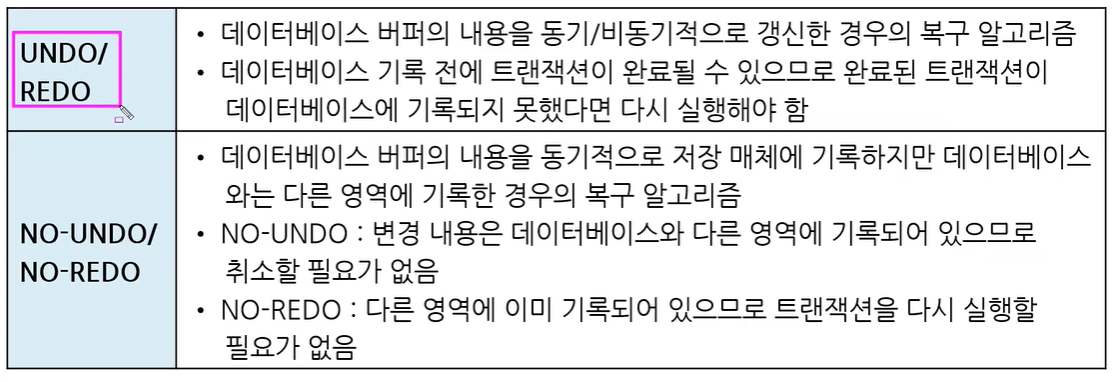 UNDO/
REDO
• 데이터베이스 버퍼의 내용을 동기/비동기적으로 갱신한 경우의 복구 알고리즘
• 데이터베이스 기록 전에 트랜잭션이 완료될 수 있으므로 완료된 트랜잭션이
데이터베이스에 기록되지 못했다면 다시 실행해야 함
NO-UNDO/
NO-REDO
• 데이터베이스 버퍼의 내용을 동기적으로 저장 매체에 기록하지만 데이터베이스
와는 다른 영역에 기록한 경우의 복구 알고리즘
• NO-UNDO : 변경 내용은 데이터베이스와 다른 영역에 기록되어 있으므로
취소할 필요가 없음
• NO-REDO : 다른 영역에 이미 기록되어 있으므로 트랜잭션을 다시 실행할
필요가 없음